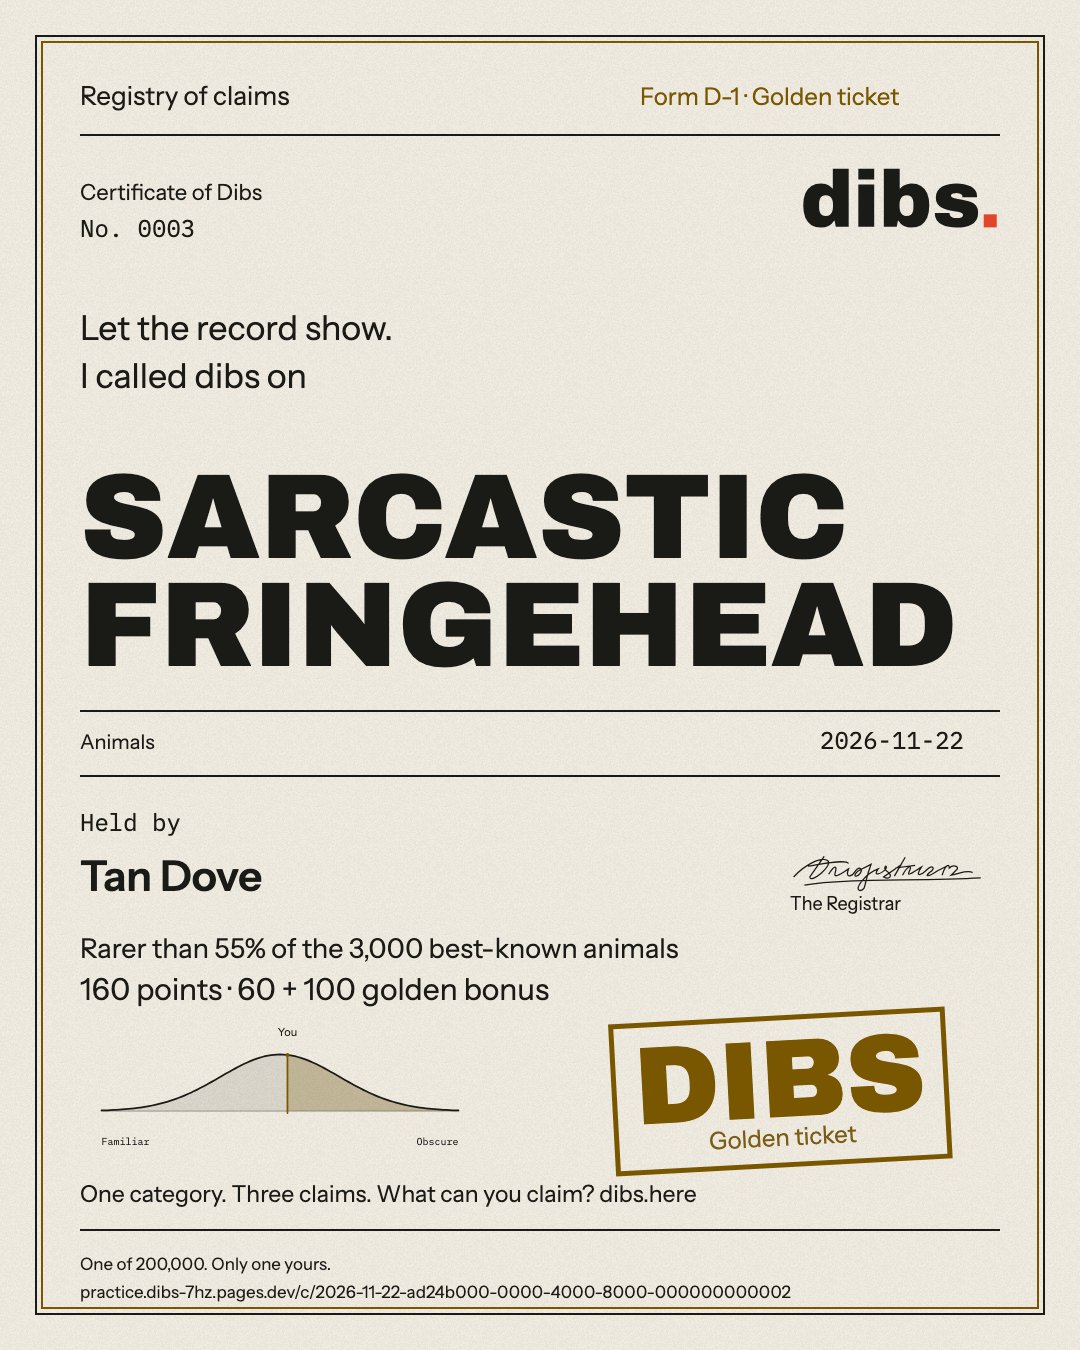 Registry of claims
Form D-1 · Golden ticket
Certificate of Dibs
No. 0003
dibs.
Let the record show.
I called dibs on
SARCASTIC
FRINGEHEAD
Animals
2026-11-22
Held by
Tan Dove
The Registrar
Rarer than 55% of the 3,000 best-known animals
160 points · 60 + 100 golden bonus
You
Familiar
Obscure
DIBS
Golden ticket
One category. Three claims. What can you claim? dibs.here
One of 200,000. Only one yours.
practice.dibs-7hz.pages.dev/c/2026-11-22-ad24b000-0000-4000-8000-000000000002